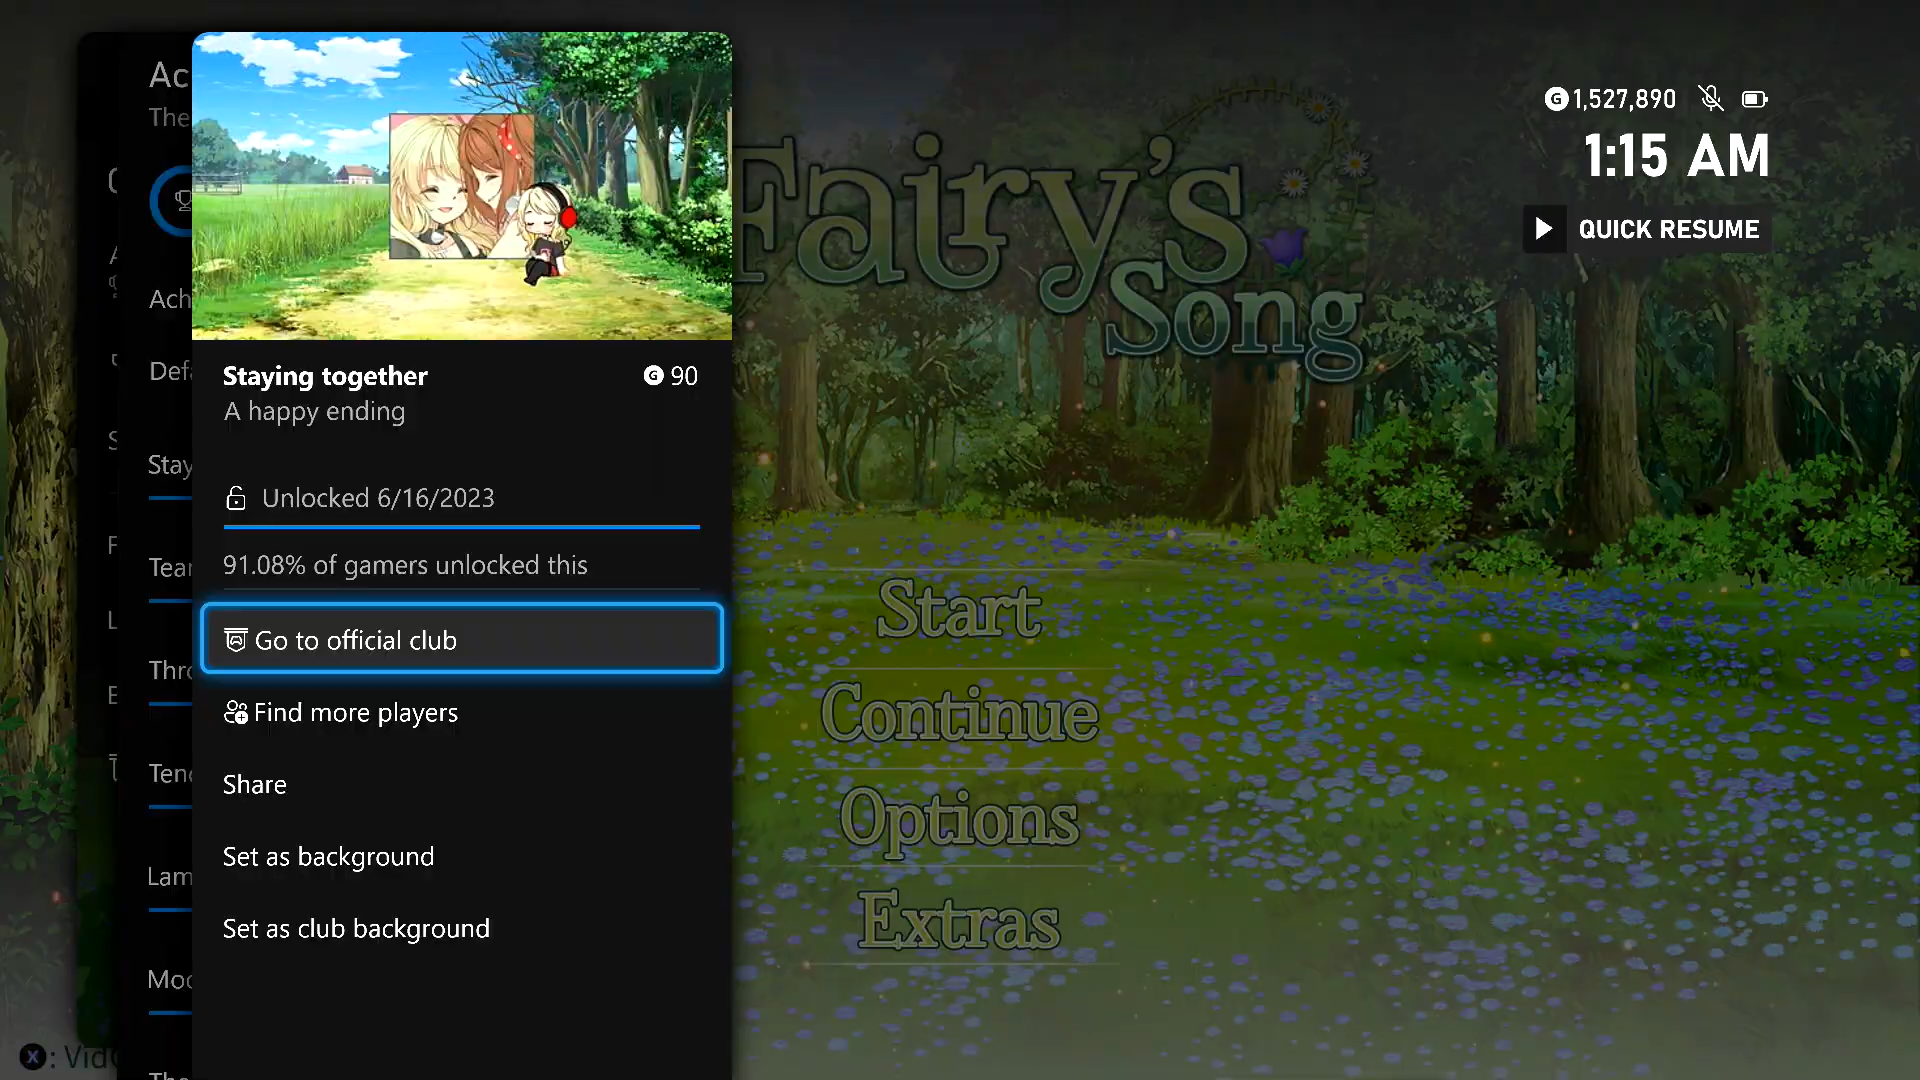 Staying together
G 90
A happy ending
Unlocked 6/16/2023
91.08% of gamers unlocked this
Go to official club
Find more players
Share
Set as background
Set as club background
The
X : Vid
Fairy's
Song
Start
Continue
Options
Extras
G 1,527,890
1:15 AM
QUICK RESUME